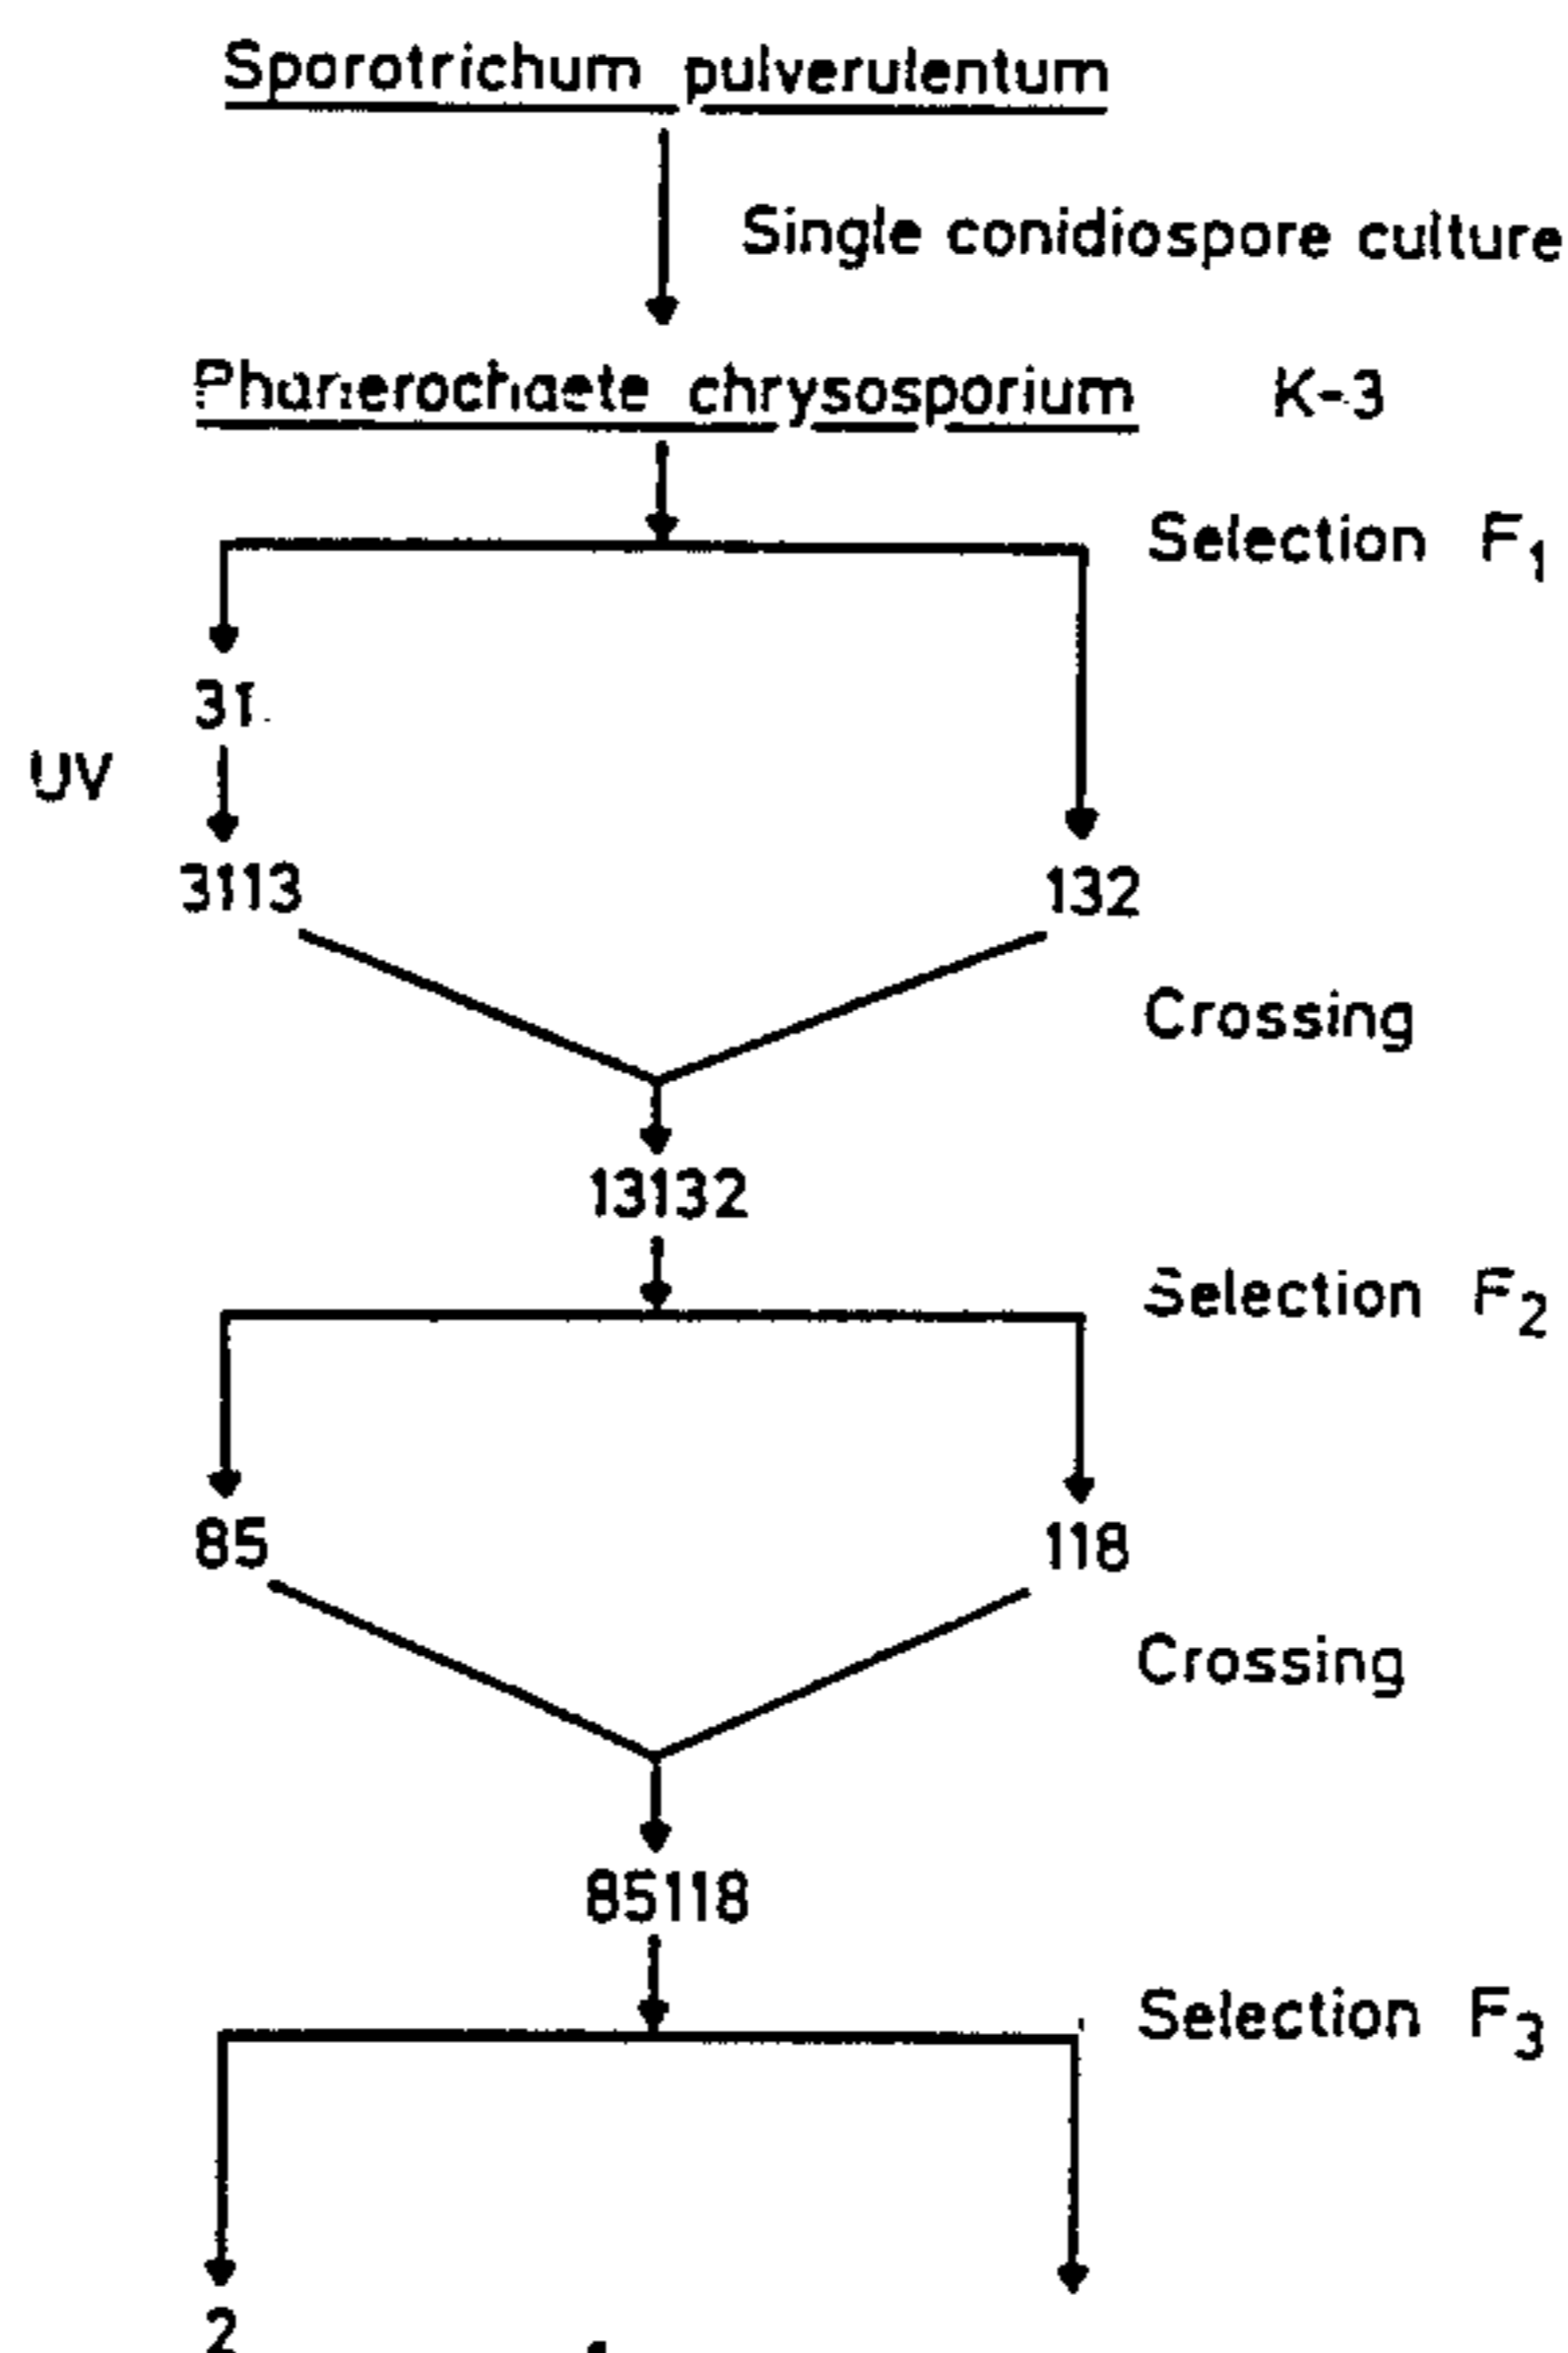 Sporotrichum pulverulentum
Single conidiospore culture
Phanerochaete chrysosporium K-3
Selection F1
31
UV
3113 132
Crossing
13132
Selection F2
85 118
Crossing
85118
Selection F3
2